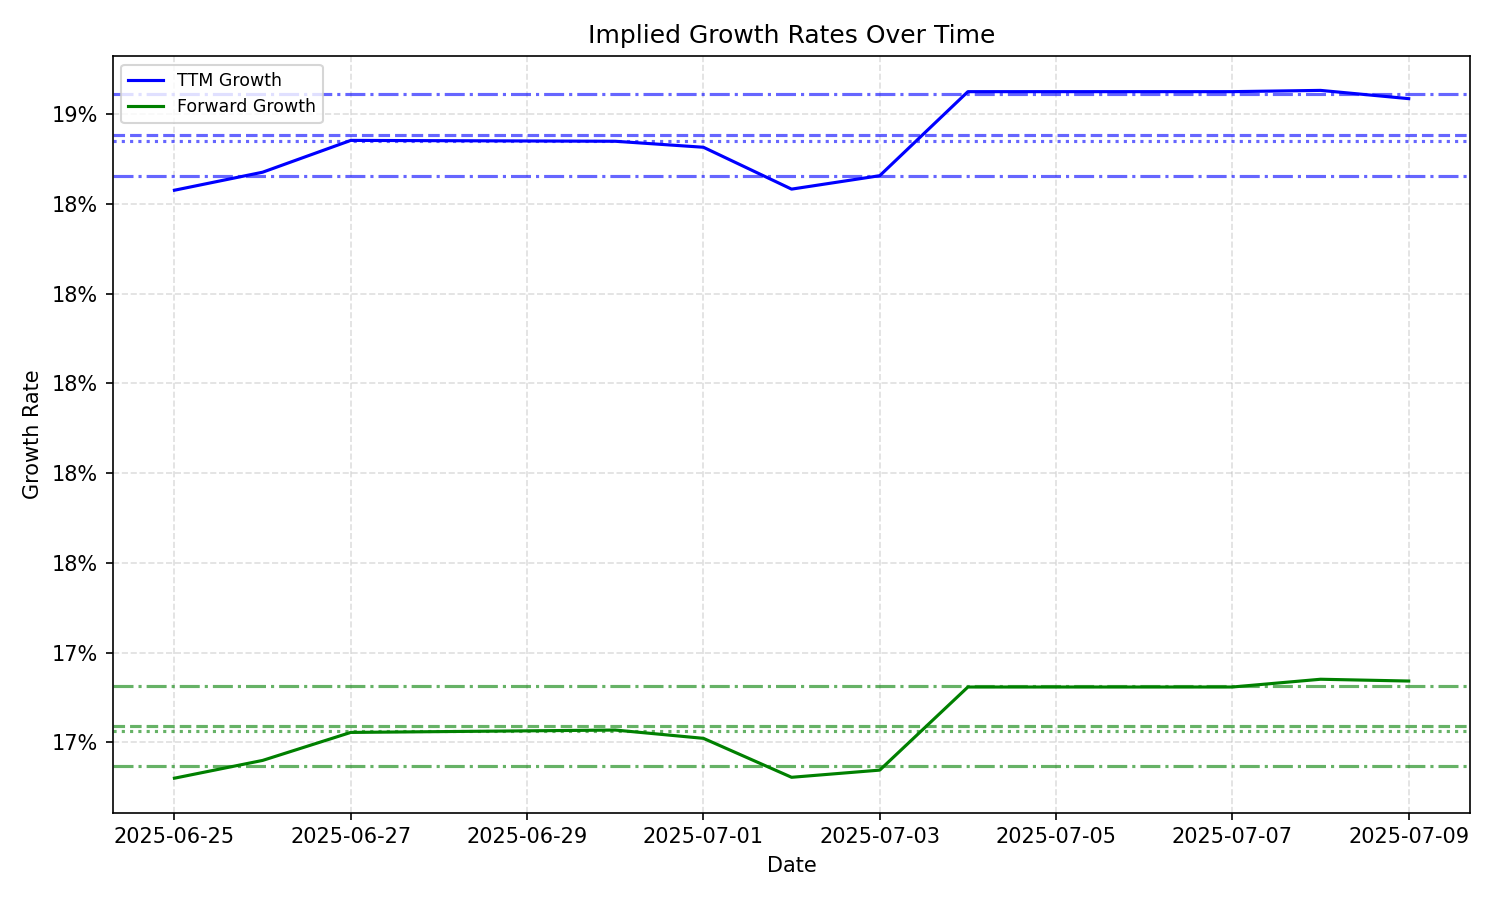 Implied Growth Rates Over Time
TTM Growth
Forward Growth
19%
18%
18%
18%
18%
18%
17%
17%
Growth Rate
2025-06-25 2025-06-27 2025-06-29 2025-07-01 2025-07-03 2025-07-05 2025-07-07 2025-07-09
Date